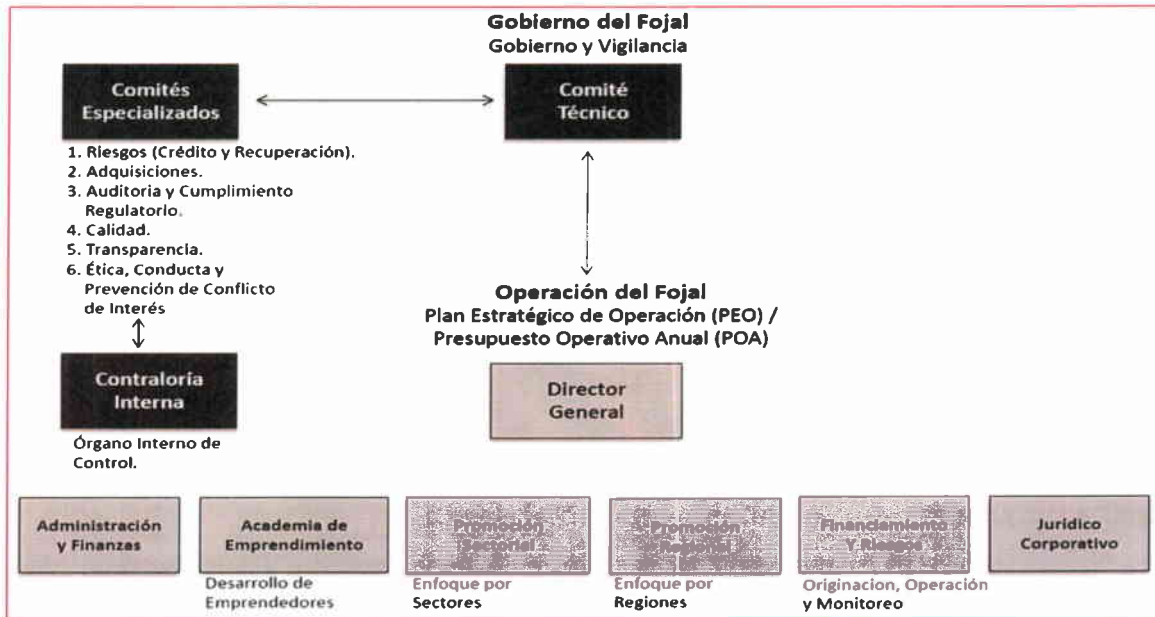 Gobierno del Fojal
Gobierno y Vigilancia
Comités
Especializados
Comité
Técnico
1. Riesgos (Crédito y Recuperación).
2. Adquisiciones.
3. Auditoria y Cumplimiento
Regulatorio.
4. Calidad.
5. Transparencia.
6. Ética, Conducta y
Prevención de Conflicto
de Interés
Operación del Fojal
Plan Estratégico de Operación (PEO) /
Presupuesto Operativo Anual (POA)
Contraloría
Interna
Director
General
Órgano Interno de
Control.
Administración
y Finanzas
Academia de
Emprendimiento
Desarrollo de
Emprendedores
Promoción
Sectorial
Enfoque por
Sectores
Promoción
Regional
Enfoque por
Regiones
Financiamiento
Y Riesgos
Originacion, Operación
y Monitoreo
Jurídico
Corporativo